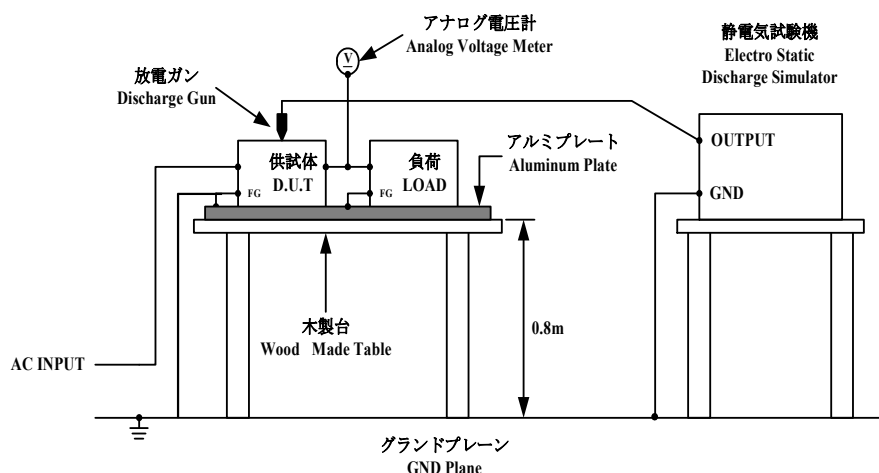 アナログ電圧計
Analog Voltage Meter
静電気試験機
Electro Static
Discharge Simulator
放電ガン
Discharge Gun
V
アルミプレート
Aluminum Plate
OUTPUT
GND
供試体
D.U.T
FG
負荷
LOAD
FG
木製台
Wood Made Table
0.8m
AC INPUT
グランドプレーン
GND Plane